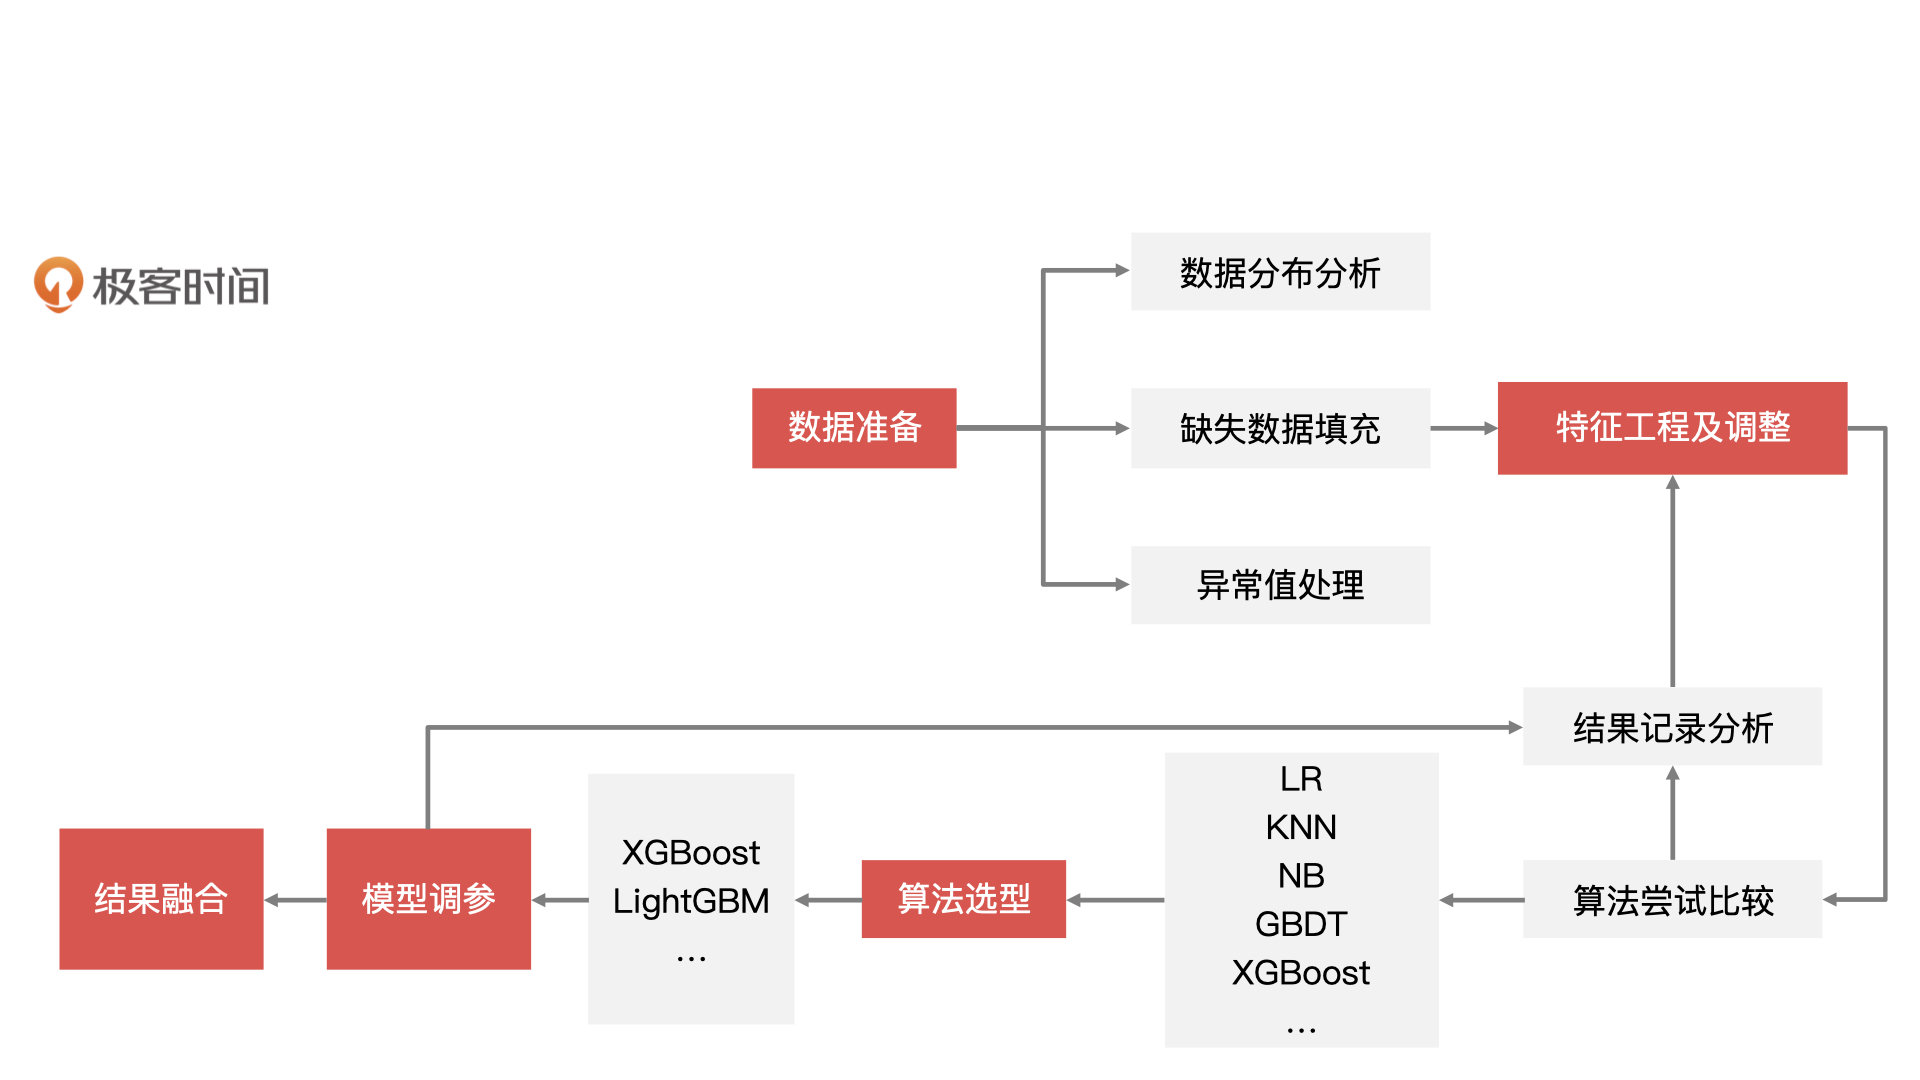 极客时间
数据分布分析
数据准备
缺失数据填充
特征工程及调整
异常值处理
结果记录分析
算法尝试比较
LR
KNN
NB
GBDT
XGBoost
...
算法选型
XGBoost
LightGBM
...
模型调参
结果融合